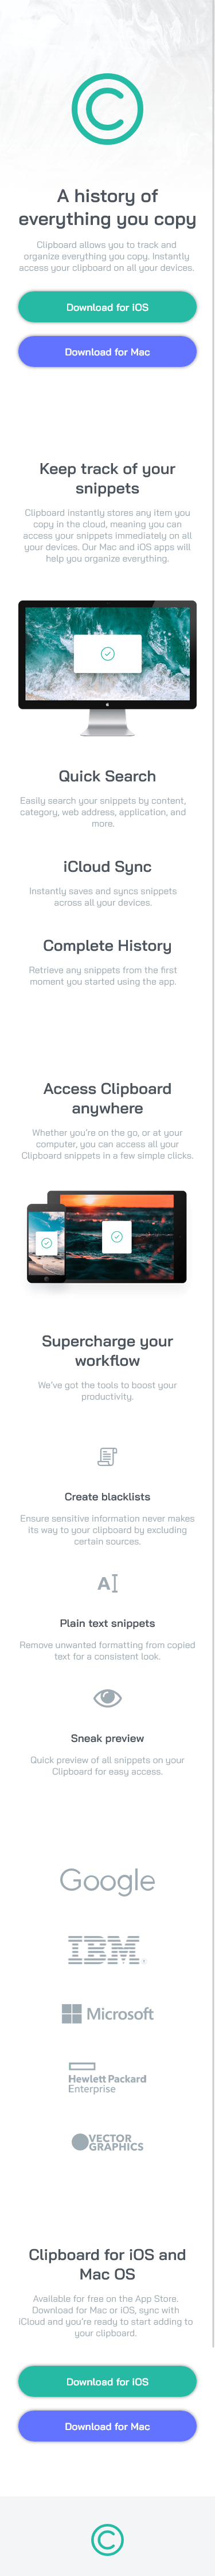 A history of
everything you copy
Clipboard allows you to track and
organize everything you copy. Instantly
access your clipboard on all your devices.
Download for iOS
Download for Mac
Keep track of your
snippets
Clipboard instantly stores any item you
copy in the cloud, meaning you can
access your snippets immediately on all
your devices. Our Mac and iOS apps will
help you organize everything.
Quick Search
Easily search your snippets by content,
category, web address, application, and
more.
iCloud Sync
Instantly saves and syncs snippets
across all your devices.
Complete History
Retrieve any snippets from the first
moment you started using the app.
Access Clipboard
anywhere
Whether you're on the go, or at your
computer, you can access all your
Clipboard snippets in a few simple clicks.
Supercharge your
workflow
We've got the tools to boost your
productivity.
Create blacklists
Ensure sensitive information never makes
its way to your clipboard by excluding
certain sources.
A
Plain text snippets
Remove unwanted formatting from copied
text for a consistent look.
Sneak preview
Quick preview of all snippets on your
Clipboard for easy access.
Google
IBM
Microsoft
Hewlett Packard
Enterprise
VECTOR
GRAPHICS
Clipboard for iOS and
Mac OS
Available for free on the App Store.
Download for Mac or iOS, sync with
iCloud and you're ready to start adding to
your clipboard.
Download for iOS
Download for Mac